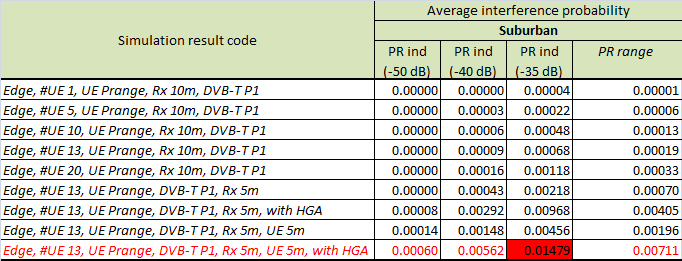 Simulation result code Average interference probability
Suburban
PR ind (-50 dB) PR ind (-40 dB) PR ind (-35 dB) PR range
Edge, #UE 1, UE Prange, Rx 10m, DVB-T P1 0.00000 0.00000 0.00004 0.00001
Edge, #UE 5, UE Prange, Rx 10m, DVB-T P1 0.00000 0.00003 0.00022 0.00006
Edge, #UE 10, UE Prange, Rx 10m, DVB-T P1 0.00000 0.00006 0.00048 0.00013
Edge, #UE 13, UE Prange, Rx 10m, DVB-T P1 0.00000 0.00009 0.00068 0.00019
Edge, #UE 20, UE Prange, Rx 10m, DVB-T P1 0.00000 0.00016 0.00118 0.00033
Edge, #UE 13, UE Prange, DVB-T P1, Rx 5m 0.00000 0.00043 0.00218 0.00070
Edge, #UE 13, UE Prange, DVB-T P1, Rx 5m, with HGA 0.00008 0.00292 0.00968 0.00405
Edge, #UE 13, UE Prange, DVB-T P1, Rx 5m, UE 5m 0.00014 0.00148 0.00456 0.00196
Edge, #UE 13, UE Prange, DVB-T P1, Rx 5m, UE 5m, with HGA 0.00060 0.00562 0.01479 0.00711